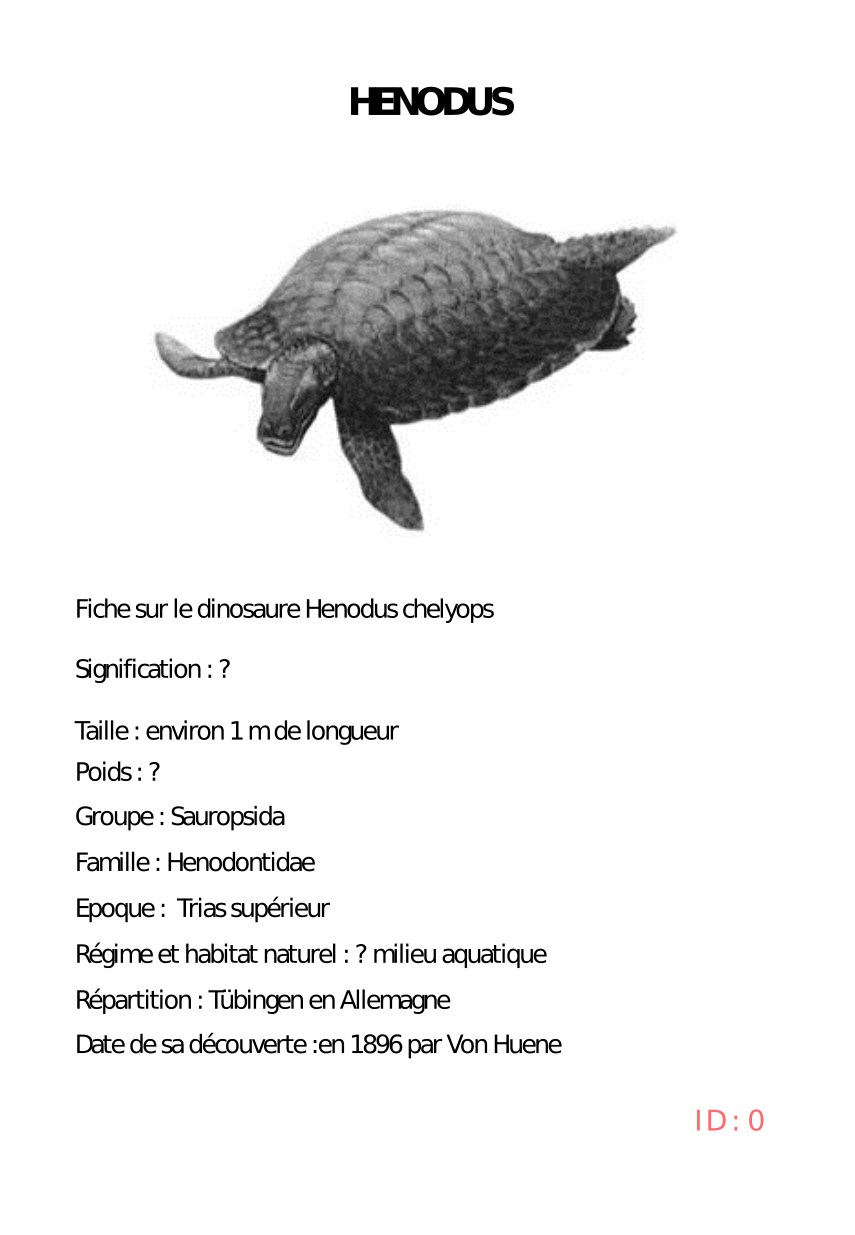 HENODUS
Fiche sur le dinosaure Henodus chelyops
Signification : ?
Taille : environ 1 m de longueur
Poids : ?
Groupe : Sauropsida
Famille : Henodontidae
Epoque :  Trias supérieur
Régime et habitat naturel : ? milieu aquatique
Répartition : Tübingen en Allemagne
Date de sa découverte :en 1896 par Von Huene
ID : 0